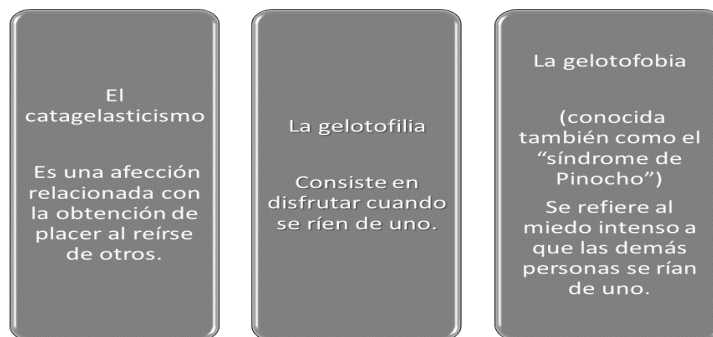 El
catagelasticismo
Es una afección
relacionada con
la obtención de
placer al reírse
de otros.
La gelotofilia
Consiste en
disfrutar cuando
se ríen de uno.
La gelotofobia
(conocida
también como el
“síndrome de
Pinocho”)
Se refiere al
miedo intenso a
que las demás
personas se rían
de uno.